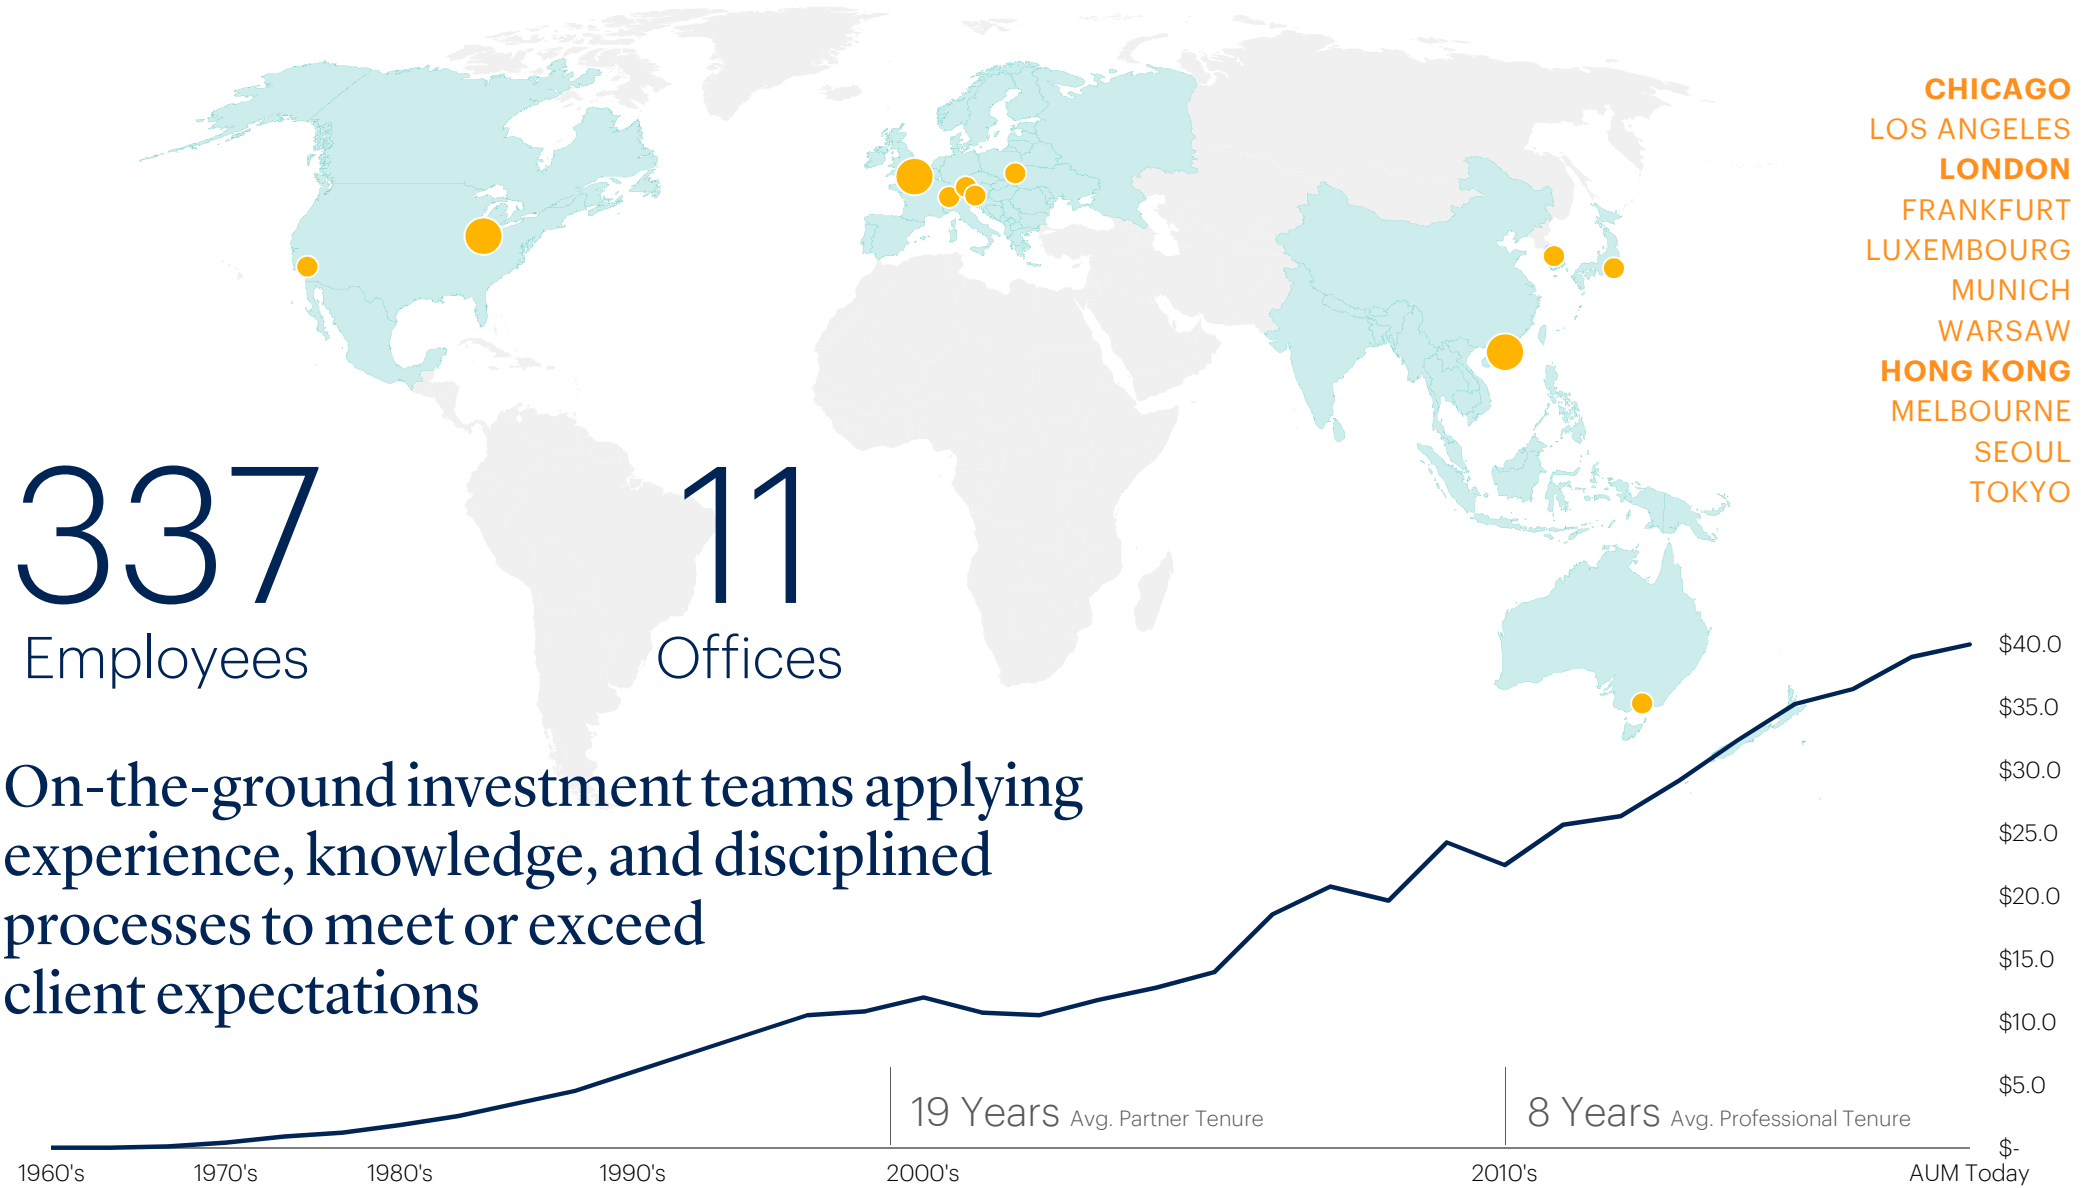 CHICAGO
LOS ANGELES
LONDON
FRANKFURT
LUXEMBOURG
MUNICH
WARSAW
HONG KONG
MELBOURNE
SEOUL
TOKYO
337
Employees
11
Offices
On-the-ground investment teams applying
experience, knowledge, and disciplined
processes to meet or exceed
client expectations
$40.0
$35.0
$30.0
$25.0
$20.0
$15.0
$10.0
$5.0
$-
19 Years Avg. Partner Tenure
8 Years Avg. Professional Tenure
1960's 1970's 1980's 1990's 2000's 2010's AUM Today